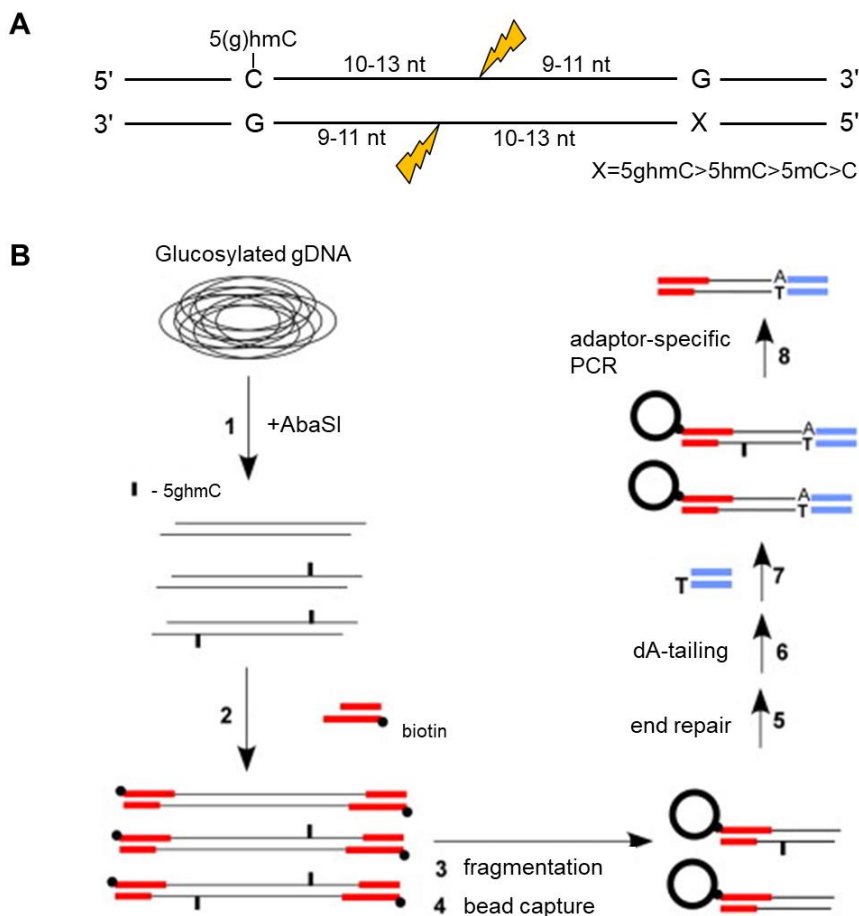 A
5(g)hmC
10-13 nt
9-11 nt
5'
C
G
3'
3'
G
X
5'
9-11 nt
10-13 nt
X=5ghmC>5hmC>5mC>C
B
Glucosylated gDNA
1
+AbaSI
- 5ghmC
2
biotin
3 fragmentation
4 bead capture
end repair
5
dA-tailing
6
T
7
A
T
A
T
adaptor-specific
PCR
8
A
T